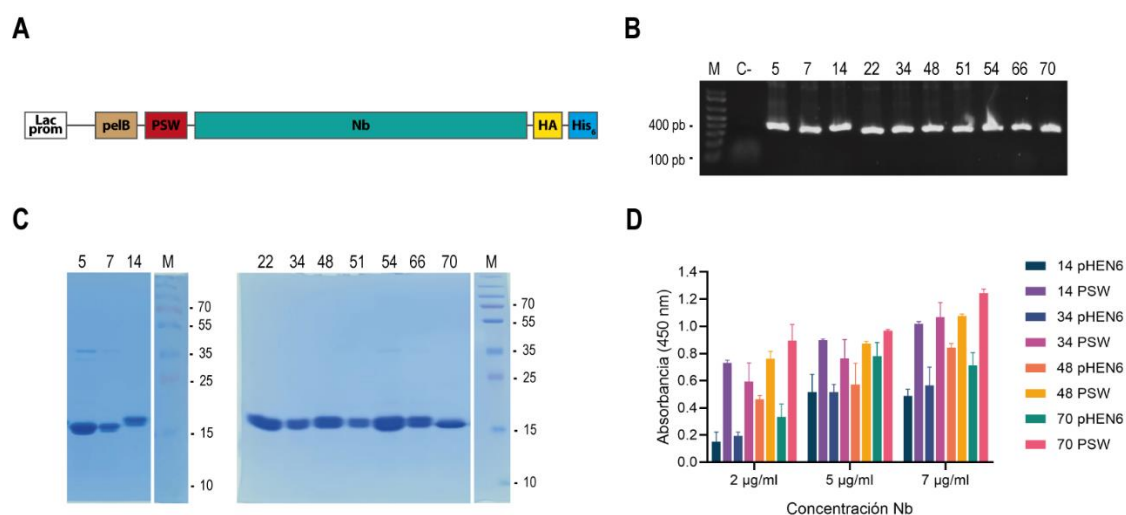 A
Lac prom pelB PSW Nb HA His6
B
M C- 5 7 14 22 34 48 51 54 66 70
400 pb
100 pb
C
5 7 14 M
70
55
35
25
15
10
22 34 48 51 54 66 70 M
70
55
35
25
15
10
D
Absorbancia (450 nm)
1.4
1.2
1.0
0.8
0.6
0.4
0.2
0.0
2 µg/ml 5 µg/ml 7 µg/ml
Concentración Nb
14 pHEN6
14 PSW
34 pHEN6
34 PSW
48 pHEN6
48 PSW
70 pHEN6
70 PSW